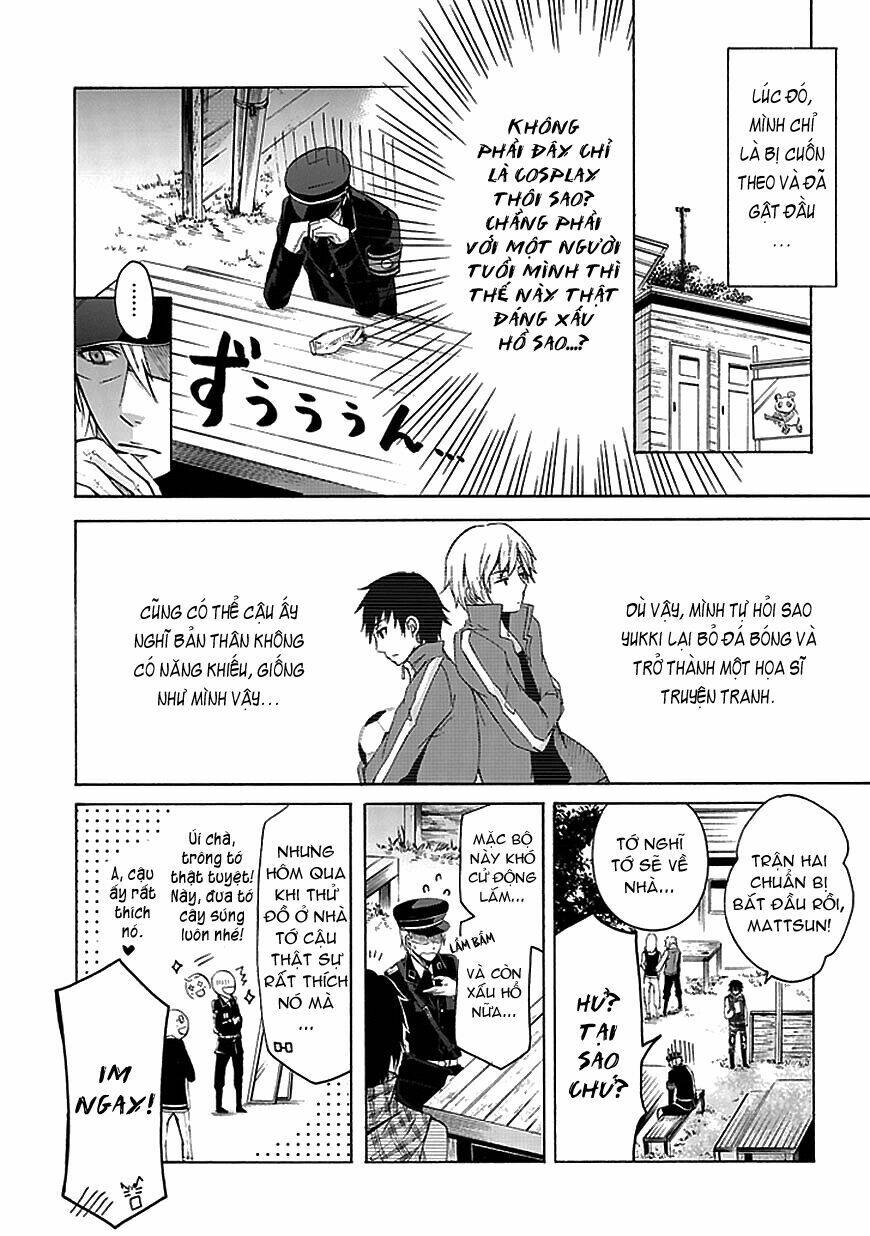 LÚC ĐÓ,
MÌNH CHỈ
LÀ BỊ CUỐN
THEO VÀ ĐÃ
GẬT ĐẦU
...
KHÔNG
PHẢI ĐÂY CHỈ
LÀ COSPLAY
THÔI SAO?
CHẲNG PHẢI
VỚI MỘT NGƯỜI
TUỔI MÌNH THÌ
THẾ NÀY THẬT
ĐÁNG XẤU
HỔ SAO...?
ずぅぅぅん...
......
DÙ VẬY, MÌNH TỰ HỎI SAO
YUKKI LẠI BỎ ĐÁ BÓNG VÀ
TRỞ THÀNH MỘT HỌA SĨ
TRUYỆN TRANH.
CŨNG CÓ THỂ CẬU ẤY
NGHĨ BẢN THÂN KHÔNG
CÓ NĂNG KHIẾU, GIỐNG
NHƯ MÌNH VẬY...
TRẬN HAI
CHUẨN BỊ
BẮT ĐẦU RỒI,
MATTSUN!
TỚ NGHĨ
TỚ SẼ VỀ
NHÀ...
HỬ?
TẠI
SAO
CHỨ?
MẶC BỘ
NÀY KHÓ
CỬ ĐỘNG
LẮM...
LẨM BẨM
VÀ CÒN
XẤU HỔ
NỮA...
NHƯNG
HÔM QUA
KHI THỬ
ĐỒ Ở NHÀ
TỚ CẬU
THẬT SỰ
RẤT THÍCH
NÓ MÀ
...
Úi chà,
trông tớ
thật tuyệt!
Này, đưa tớ
cây súng
luôn nhé!
A, cậu
ấy rất
thích
nó.
IM
NGAY!